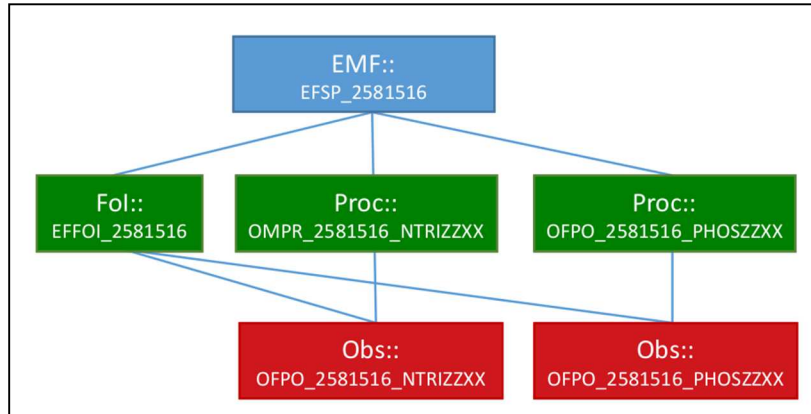 EMF::
EFSP_2581516
FoI::
EFFOI_2581516
Proc::
OMPR_2581516_NTRIZZXX
Proc::
OFPO_2581516_PHOSZZXX
Obs::
OFPO_2581516_NTRIZZXX
Obs::
OFPO_2581516_PHOSZZXX